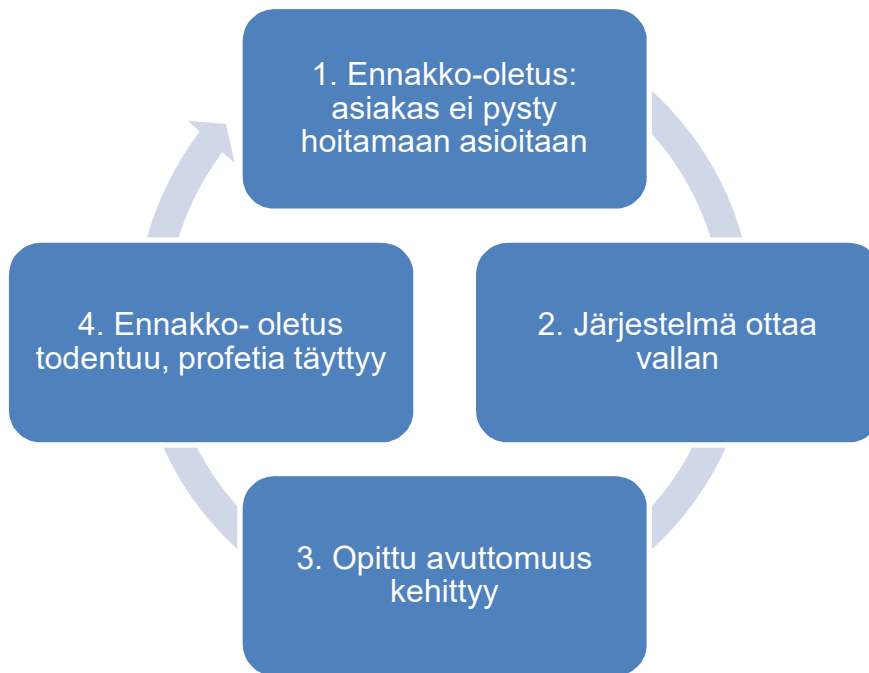 1. Ennakko-oletus:
asiakas ei pysty
hoitamaan asioitaan
2. Järjestelmä ottaa
vallan
3. Opittu avuttomuus
kehittyy
4. Ennakko- oletus
todentuu, profetia täyttyy